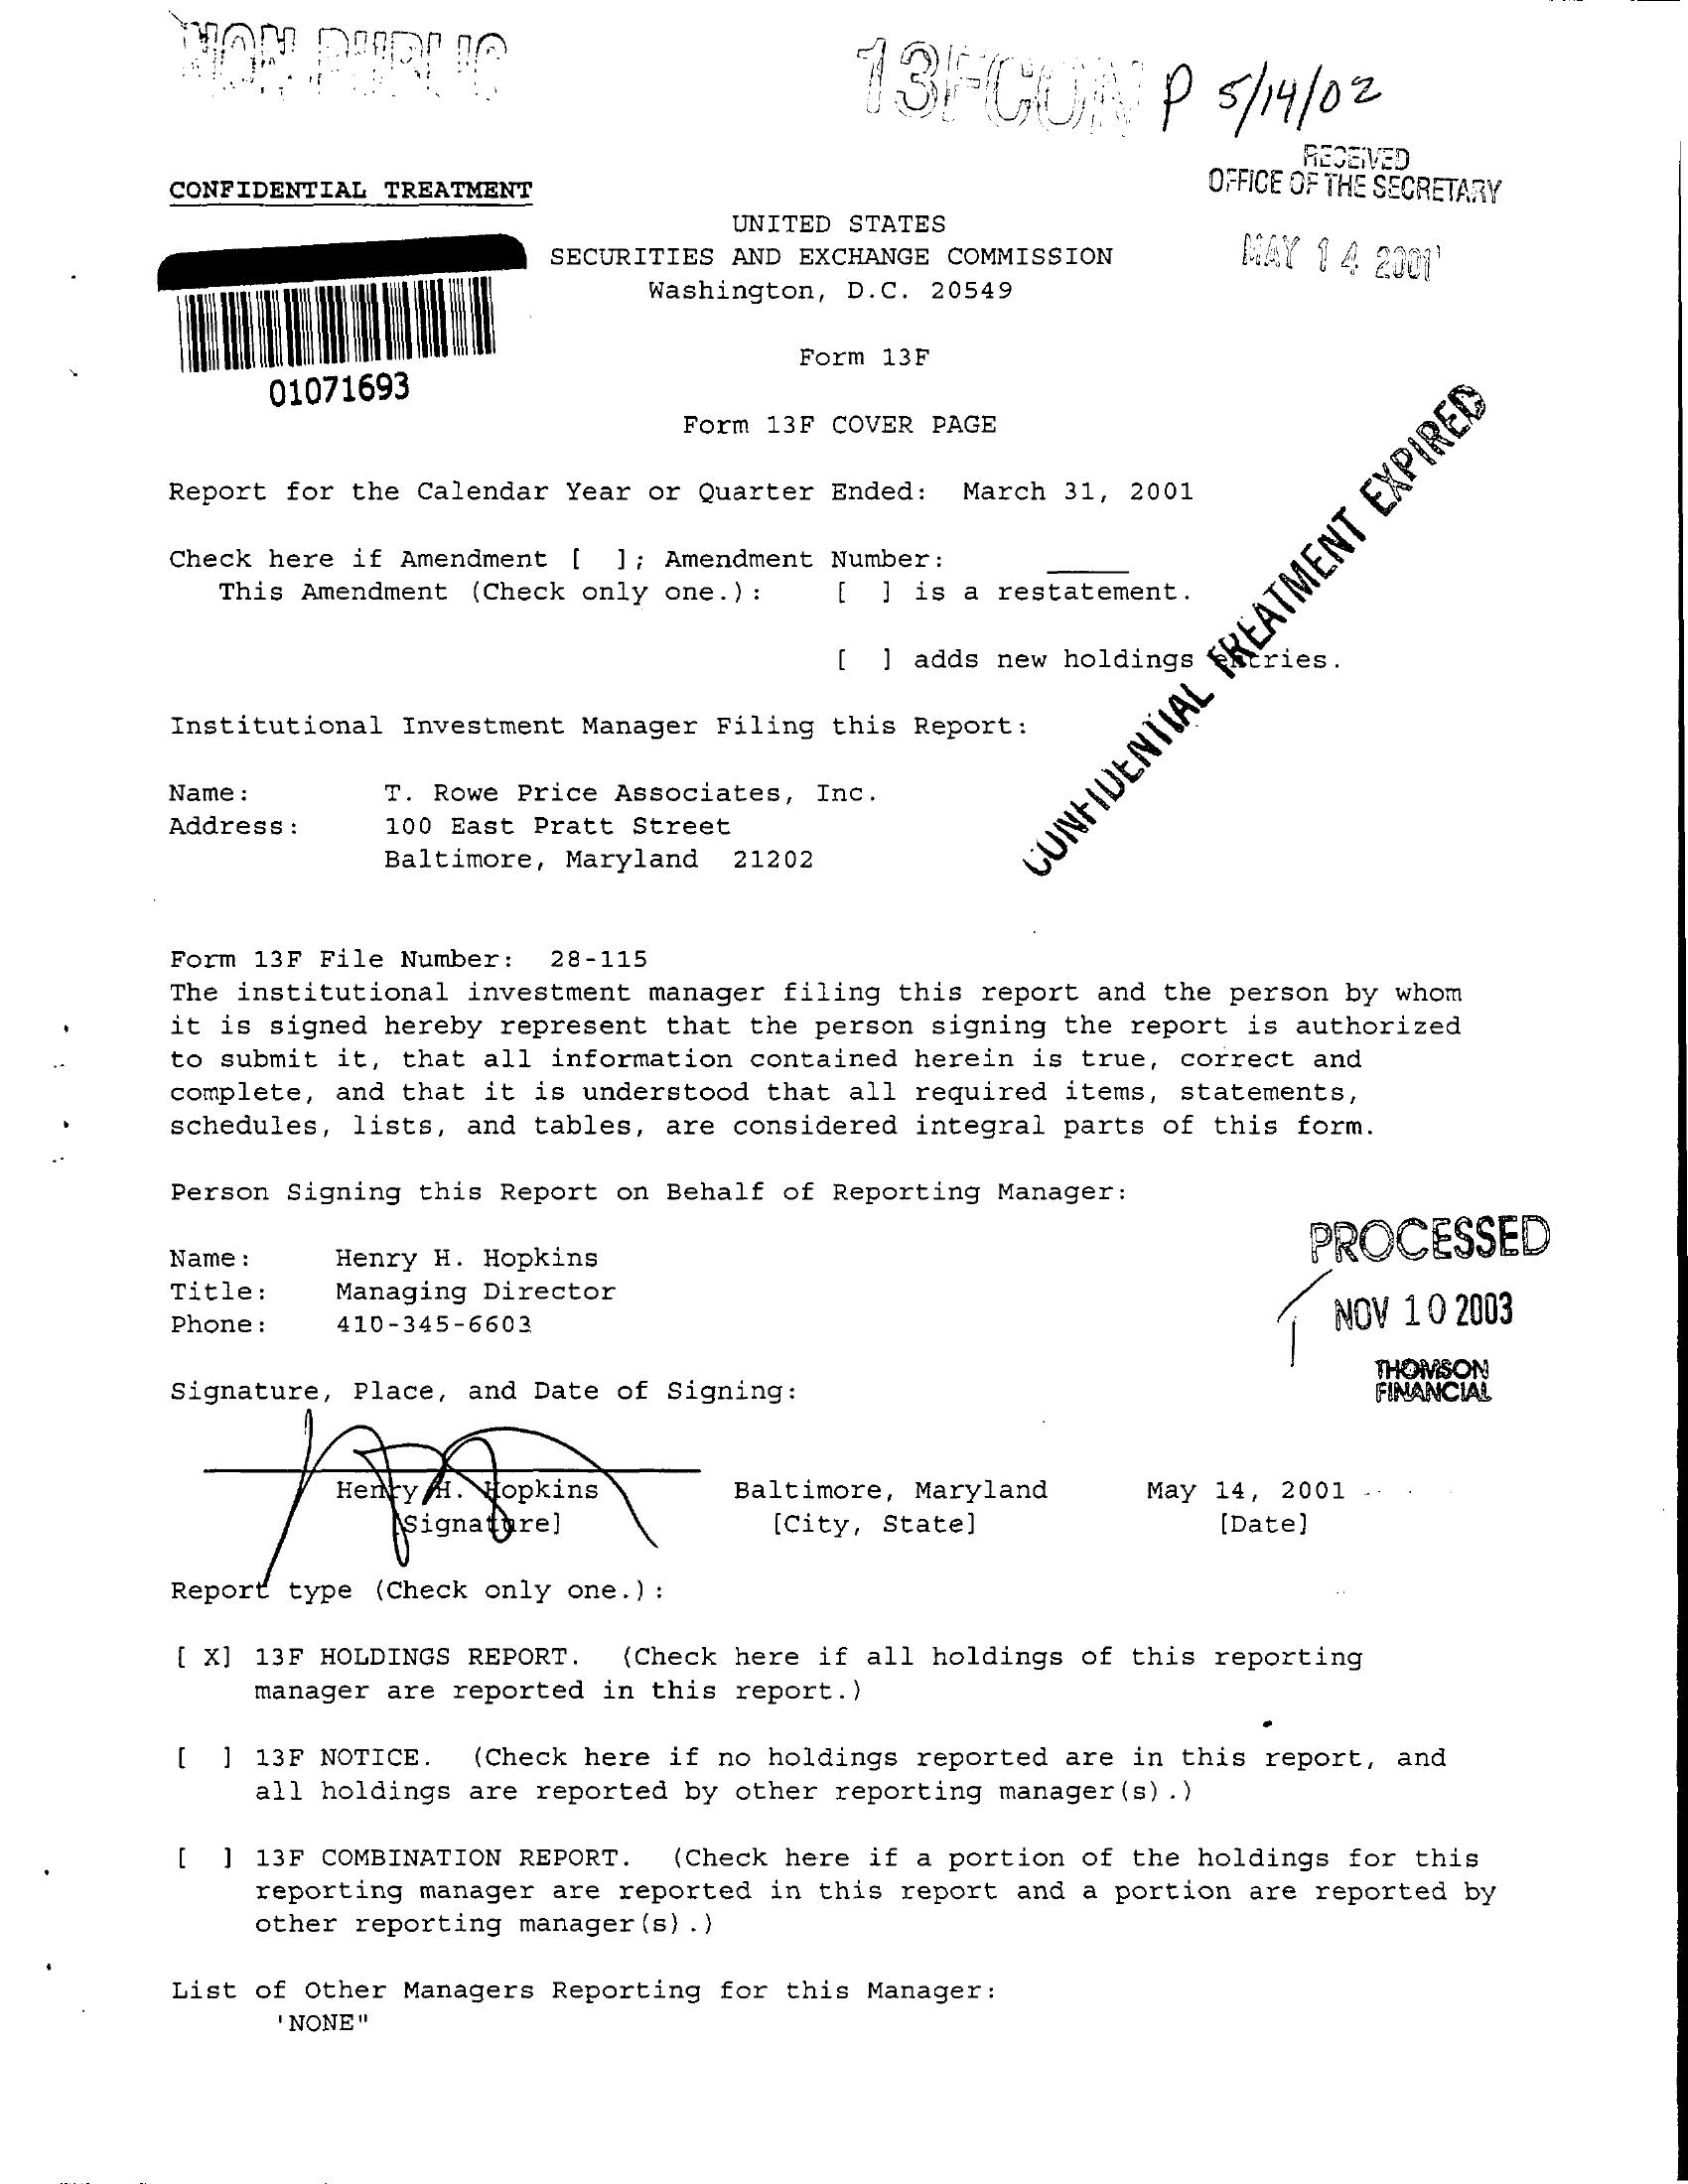 NON PUBLIC
13FCON P 5/14/02
RECEIVED
OFFICE OF THE SECRETARY
MAY 14 2001
CONFIDENTIAL TREATMENT
UNITED STATES
SECURITIES AND EXCHANGE COMMISSION
Washington, D.C. 20549
01071693
Form 13F
Form 13F COVER PAGE
CONFIDENTIAL TREATMENT EXPIRED
Report for the Calendar Year or Quarter Ended: March 31, 2001
Check here if Amendment [ ]; Amendment Number:
This Amendment (Check only one.): [ ] is a restatement.
[ ] adds new holdings entries.
Institutional Investment Manager Filing this Report:
Name: T. Rowe Price Associates, Inc.
Address: 100 East Pratt Street
Baltimore, Maryland 21202
Form 13F File Number: 28-115
The institutional investment manager filing this report and the person by whom
it is signed hereby represent that the person signing the report is authorized
to submit it, that all information contained herein is true, correct and
complete, and that it is understood that all required items, statements,
schedules, lists, and tables, are considered integral parts of this form.
Person Signing this Report on Behalf of Reporting Manager:
Name: Henry H. Hopkins
Title: Managing Director
Phone: 410-345-6603
PROCESSED
NOV 10 2003
THOMSON
FINANCIAL
Signature, Place, and Date of Signing:
Henry H. Hopkins Baltimore, Maryland May 14, 2001
[Signature] [City, State] [Date]
Report type (Check only one.):
[ X] 13F HOLDINGS REPORT. (Check here if all holdings of this reporting
manager are reported in this report.)
[ ] 13F NOTICE. (Check here if no holdings reported are in this report, and
all holdings are reported by other reporting manager(s).)
[ ] 13F COMBINATION REPORT. (Check here if a portion of the holdings for this
reporting manager are reported in this report and a portion are reported by
other reporting manager(s).)
List of Other Managers Reporting for this Manager:
'NONE"